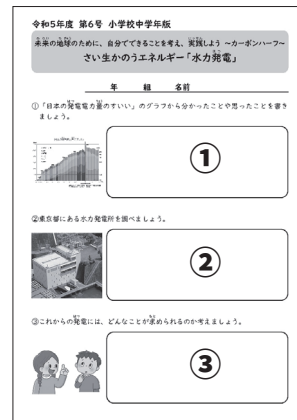 令和5年度 第6号 小学校中学年版
未来の地球のために、自分でできることを考え、実践しよう ～カーボンハーフ～
さい生かのうエネルギー「水力発電」
年 組 名前
①「日本の発電電力量のすいい」のグラフから分かったことや思ったことを書き
ましょう。
①
②東京都にある水力発電所を調べましょう。
②
③これからの発電には、どんなことが求められるのか考えましょう。
③